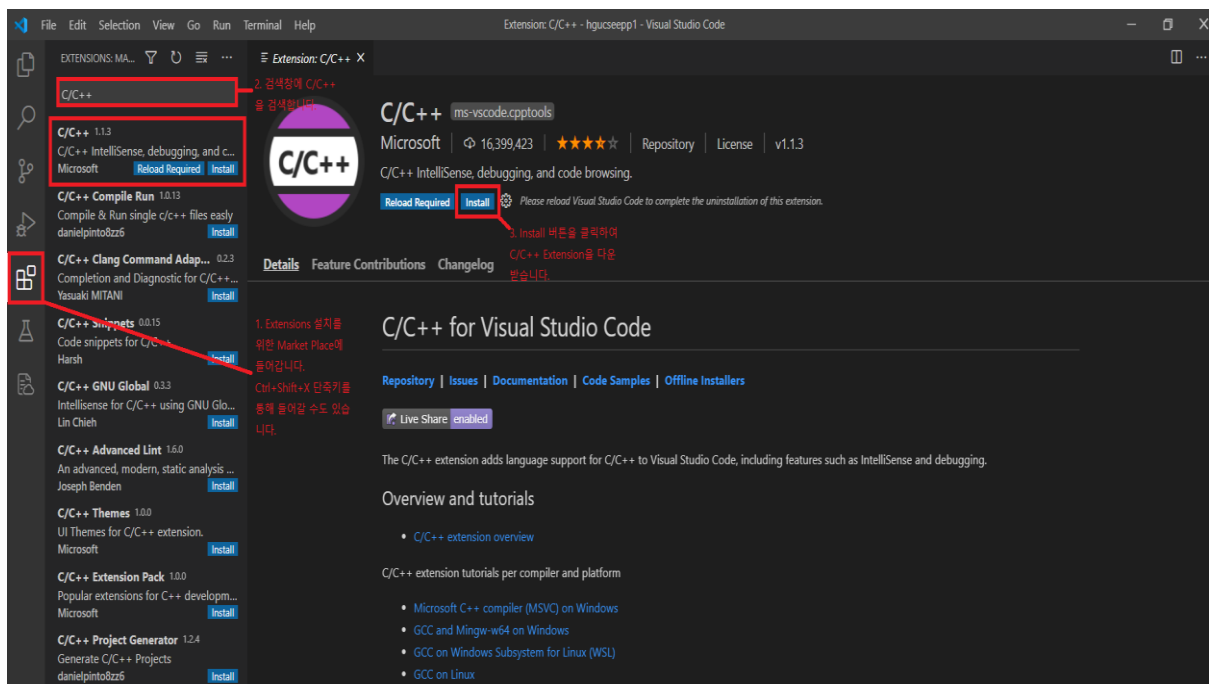 File Edit Selection View Go Run Terminal Help
Extension: C/C++ - hgucseepp1 - Visual Studio Code
EXTENSIONS: MA...
C/C++
C/C++ 1.1.3
C/C++ IntelliSense, debugging, and c...
Microsoft Reload Required Install
C/C++ Compile Run 1.0.13
Compile & Run single c/c++ files easly
danielpinto8zz6 Install
C/C++ Clang Command Adap... 0.2.3
Completion and Diagnostic for C/C++...
Yasuaki MITANI Install
C/C++ Snippets 0.0.15
Code snippets for C/C++
Harsh Install
C/C++ GNU Global 0.3.3
Intellisense for C/C++ using GNU Glo...
Lin Chieh Install
C/C++ Advanced Lint 1.6.0
An advanced, modern, static analysis ...
Joseph Benden Install
C/C++ Themes 1.0.0
UI Themes for C/C++ extension.
Microsoft Install
C/C++ Extension Pack 1.0.0
Popular extensions for C++ developm...
Microsoft Install
C/C++ Project Generator 1.2.4
Generate C/C++ Projects
danielpinto8zz6 Install
Extension: C/C++
2. 검색창에 C/C++
을 검색합니다.
C/C++
C/C++ ms-vscode.cpptools
Microsoft 16,399,423 Repository License v1.1.3
C/C++ IntelliSense, debugging, and code browsing.
Reload Required Install Please reload Visual Studio Code to complete the uninstallation of this extension.
3. Install 버튼을 클릭하여
C/C++ Extension을 다운
받습니다.
Details Feature Contributions Changelog
1. Extensions 설치를
위한 Market Place에
들어갑니다.
Ctrl+Shift+X 단축키를
통해 들어갈 수도 있습
니다.
C/C++ for Visual Studio Code
Repository | Issues | Documentation | Code Samples | Offline Installers
Live Share enabled
The C/C++ extension adds language support for C/C++ to Visual Studio Code, including features such as IntelliSense and debugging.
Overview and tutorials
• C/C++ extension overview
C/C++ extension tutorials per compiler and platform
• Microsoft C++ compiler (MSVC) on Windows
• GCC and Mingw-w64 on Windows
• GCC on Windows Subsystem for Linux (WSL)
• GCC on Linux